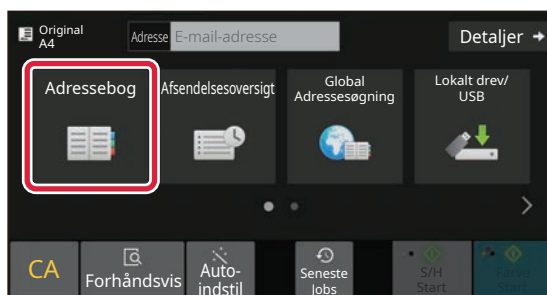 Original
A4
Adresse E-mail-adresse
Detaljer
Adressebog
Afsendelsesoversigt
Global
Adressesøgning
Lokalt drev/
USB
CA
Forhåndsvis
Auto-
indstil
Seneste
Jobs
S/H
Start
Farve
Start